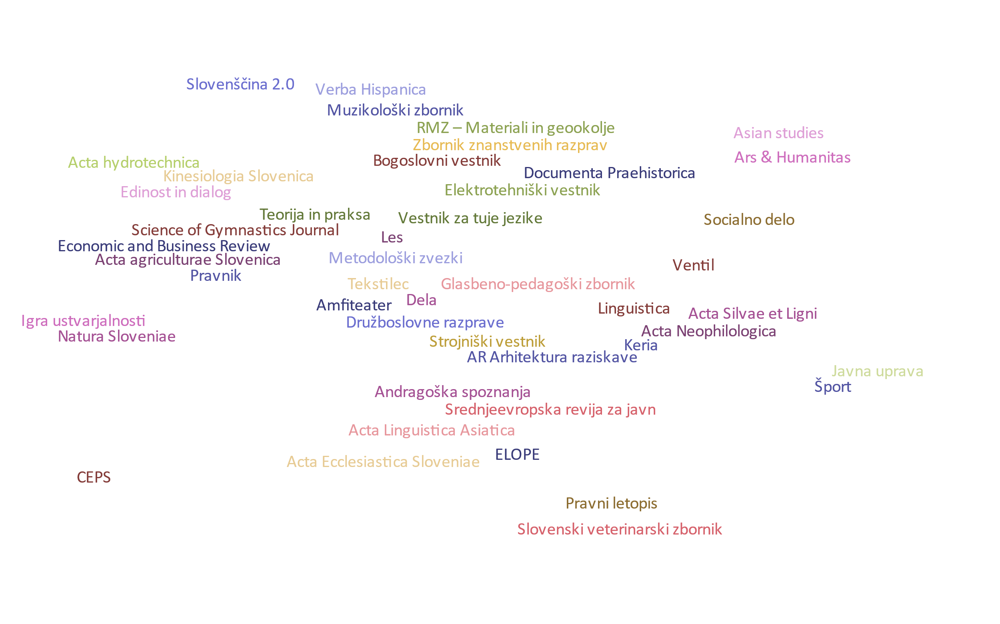 Slovenščina 2.0
Verba Hispanica
Muzikološki zbornik
RMZ – Materiali in geookolje
Asian studies
Zbornik znanstvenih razprav
Ars & Humanitas
Bogoslovni vestnik
Acta hydrotechnica
Documenta Praehistorica
Kinesiologia Slovenica
Elektrotehniški vestnik
Edinost in dialog
Teorija in praksa
Vestnik za tuje jezike
Socialno delo
Science of Gymnastics Journal
Les
Economic and Business Review
Metodološki zvezki
Acta agriculturae Slovenica
Ventil
Pravnik
Tekstilec
Glasbeno-pedagoški zbornik
Dela
Amfiteater
Linguistica
Acta Silvae et Ligni
Igra ustvarjalnosti
Družboslovne razprave
Acta Neophilologica
Natura Sloveniae
Strojniški vestnik
Keria
AR Arhitektura raziskave
Javna uprava
Šport
Andragoška spoznanja
Srednjeevropska revija za javn
Acta Linguistica Asiatica
ELOPE
Acta Ecclesiastica Sloveniae
CEPS
Pravni letopis
Slovenski veterinarski zbornik